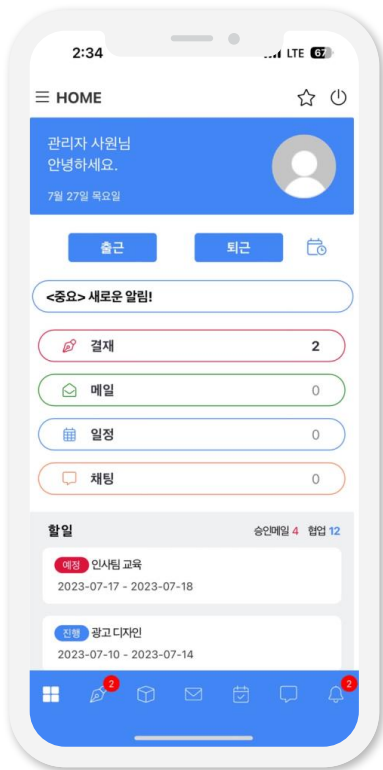 2:34 LTE 67
HOME
관리자 사원님
안녕하세요.
7월 27일 목요일
출근 퇴근
<중요> 새로운 알림!
결재 2
메일 0
일정 0
채팅 0
할일 승인메일 4 협업 12
예정 인사팀 교육
2023-07-17 - 2023-07-18
진행 광고 디자인
2023-07-10 - 2023-07-14
2 2